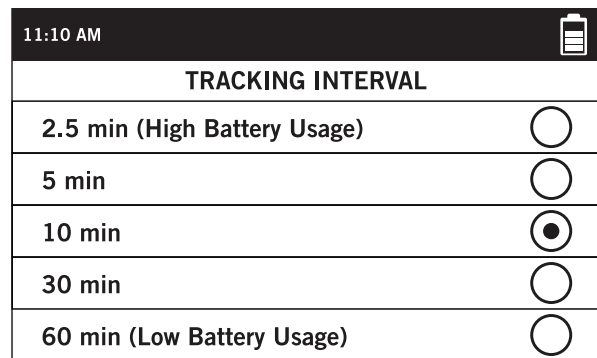 11:10 AM
TRACKING INTERVAL
2.5 min (High Battery Usage)
5 min
10 min
30 min
60 min (Low Battery Usage)